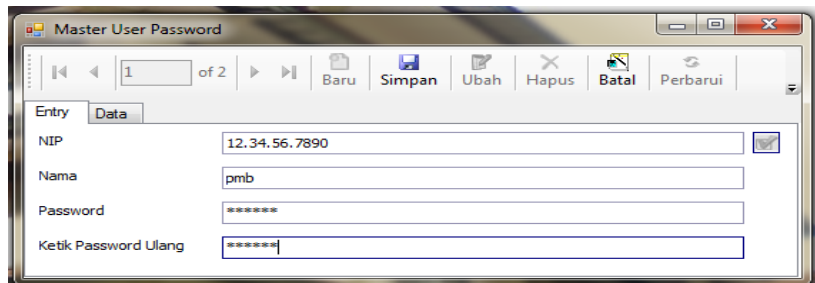 Master User Password
1 of 2 Baru Simpan Ubah Hapus Batal Perbarui
Entry Data
NIP 12.34.56.7890
Nama pmb
Password ******
Ketik Password Ulang ******